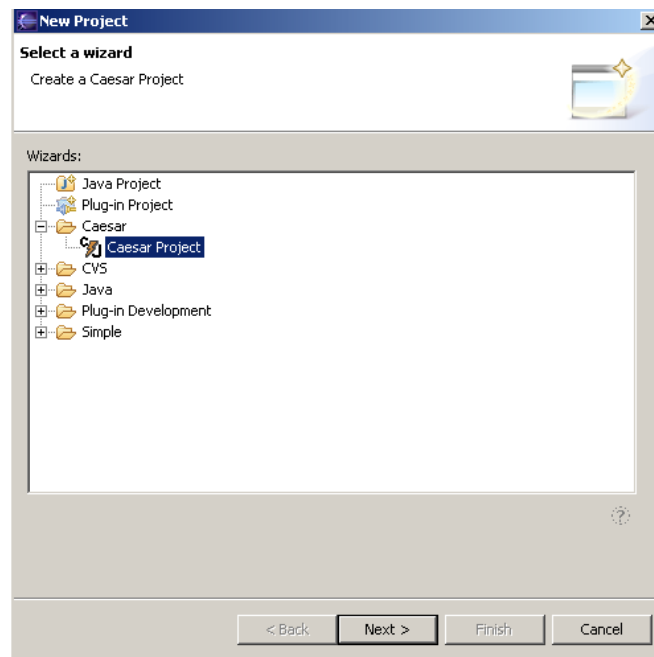 New Project
Select a wizard
Create a Caesar Project
Wizards:
Java Project
Plug-in Project
Caesar
Caesar Project
CVS
Java
Plug-in Development
Simple
< Back Next > Finish Cancel